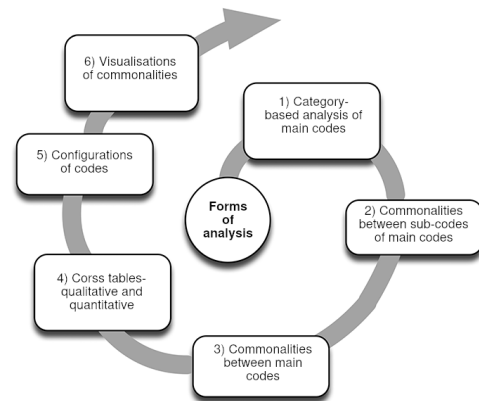 6) Visualisations
of commonalities
1) Category-
based analysis of
main codes
5) Configurations
of codes
Forms
of
analysis
2) Commonalities
between sub-codes
of main codes
4) Corss tables-
qualitative and
quantitative
3) Commonalities
between main
codes